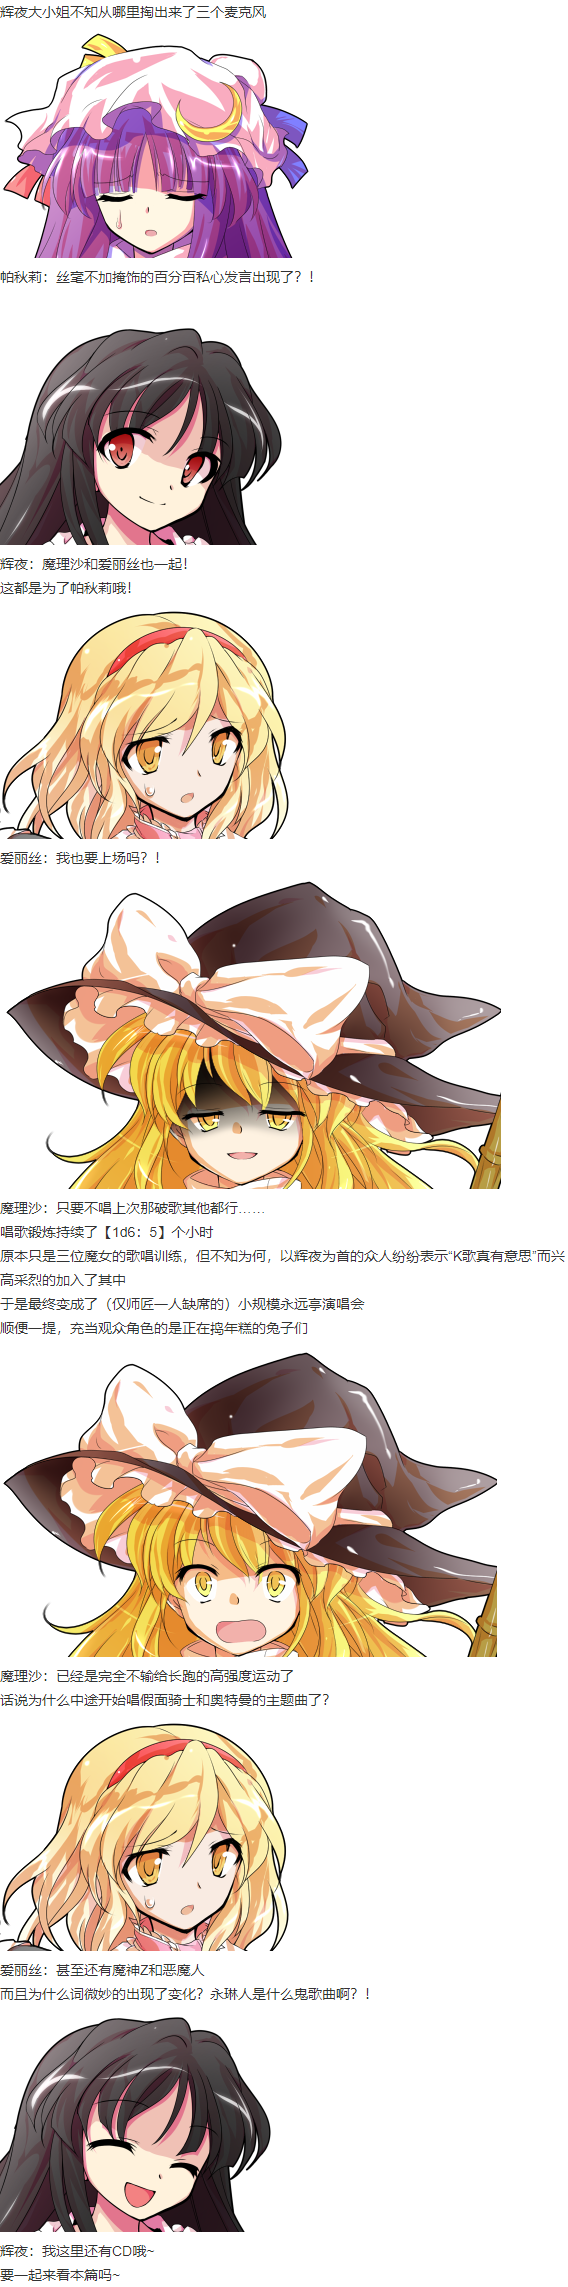 辉夜大小姐不知从哪里掏出来了三个麦克风
帕秋莉：丝毫不加掩饰的百分百私心发言出现了？！
辉夜：魔理沙和爱丽丝也一起！
这都是为了帕秋莉哦！
爱丽丝：我也要上场吗？！
魔理沙：只要不唱上次那破歌其他都行……
唱歌锻炼持续了【1d6：5】个小时
原本只是三位魔女的歌唱训练，但不知为何，以辉夜为首的众人纷纷表示“K歌真有意思”而兴
高采烈的加入了其中
于是最终变成了（仅师匠一人缺席的）小规模永远亭演唱会
顺便一提，充当观众角色的是正在捣年糕的兔子们
魔理沙：已经是完全不输给长跑的高强度运动了
话说为什么中途开始唱假面骑士和奥特曼的主题曲了？
爱丽丝：甚至还有魔神Z和恶魔人
而且为什么词微妙的出现了变化？永琳人是什么鬼歌曲啊？！
辉夜：我这里还有CD哦~
要一起来看本篇吗~